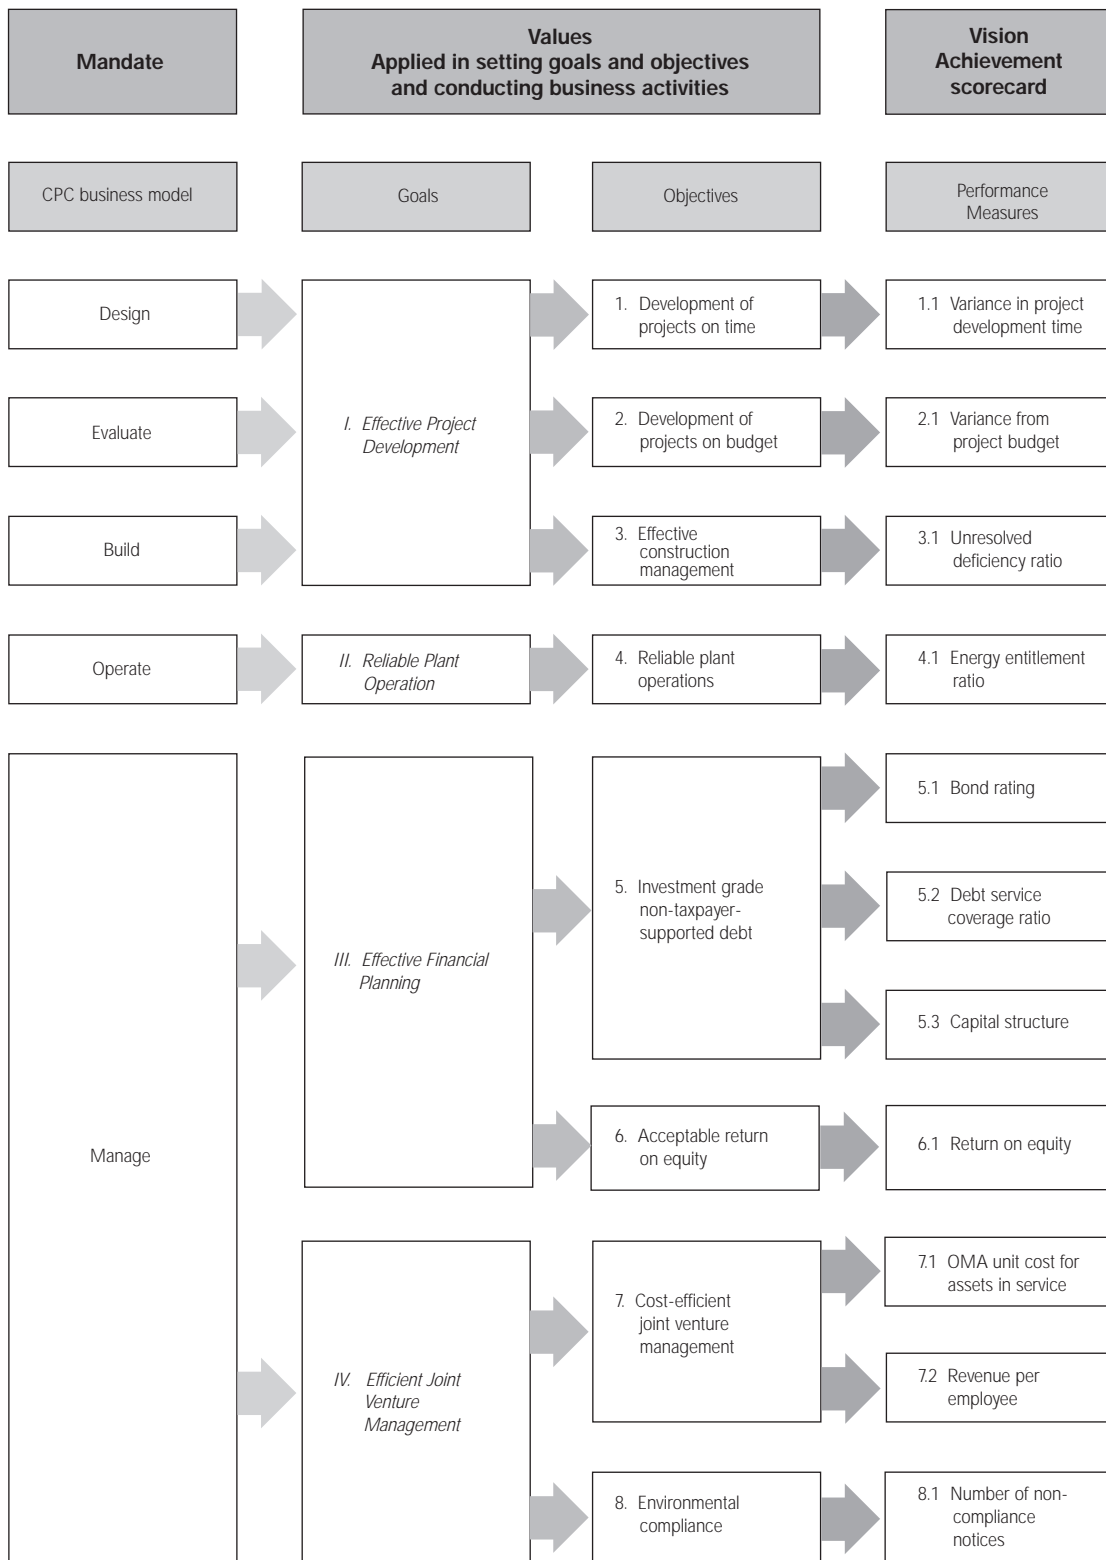 Mandate
Values
Applied in setting goals and objectives
and conducting business activities
Vision
Achievement
scorecard
CPC business model
Goals
Objectives
Performance
Measures
Design
Evaluate
Build
I. Effective Project
Development
1. Development of
projects on time
1.1 Variance in project
development time
2. Development of
projects on budget
2.1 Variance from
project budget
3. Effective
construction
management
3.1 Unresolved
deficiency ratio
Operate
II. Reliable Plant
Operation
4. Reliable plant
operations
4.1 Energy entitlement
ratio
Manage
III. Effective Financial
Planning
5. Investment grade
non-taxpayer-
supported debt
5.1 Bond rating
5.2 Debt service
coverage ratio
5.3 Capital structure
6. Acceptable return
on equity
6.1 Return on equity
IV. Efficient Joint
Venture
Management
7. Cost-efficient
joint venture
management
7.1 OMA unit cost for
assets in service
7.2 Revenue per
employee
8. Environmental
compliance
8.1 Number of non-
compliance
notices